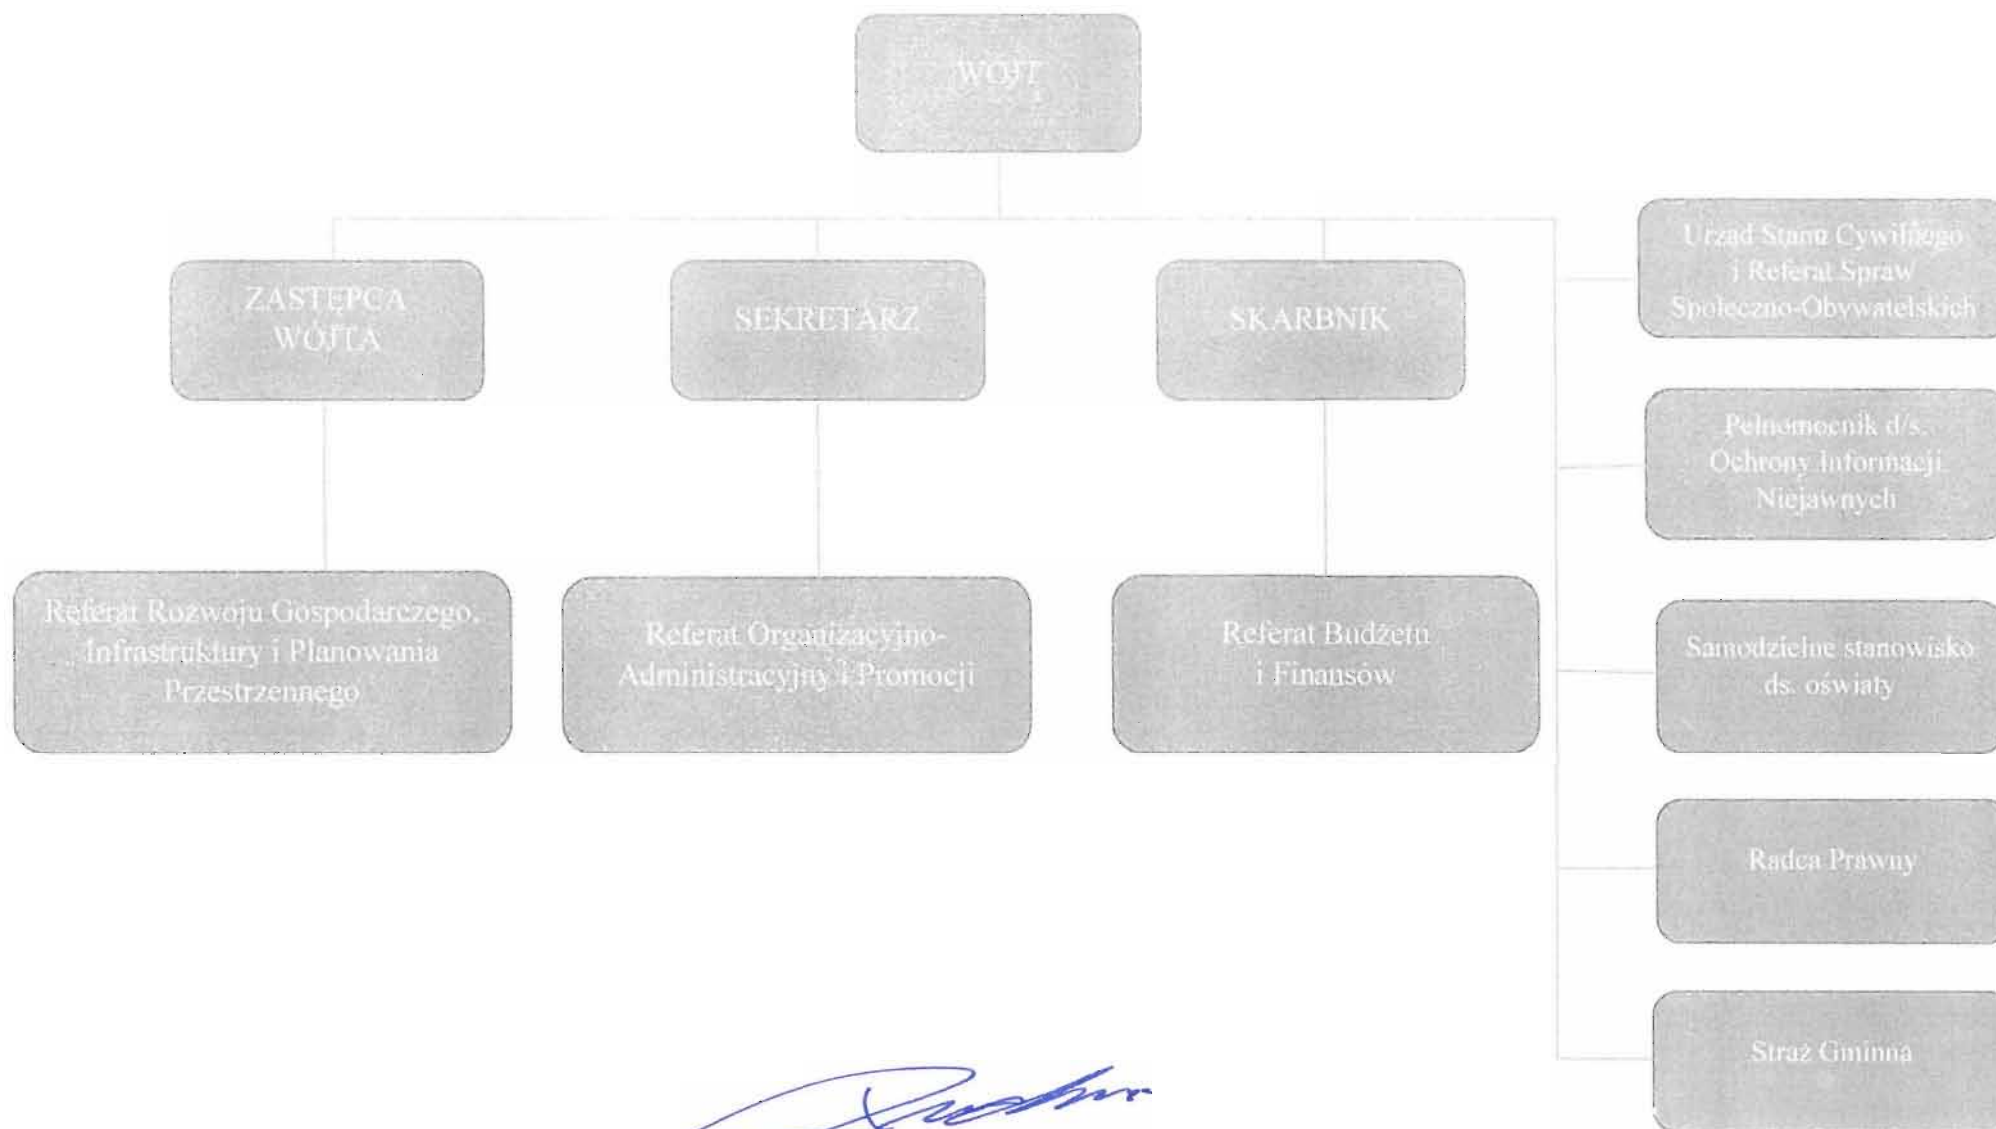 WÓJT
ZASTĘPCA
WÓJTA
SEKRETARZ
SKARBNIK
Urząd Stanu Cywilnego
i Referat Spraw
Społeczno-Obywatelskich
Pełnomocnik d/s.
Ochrony Informacji
Niejawnych
Referat Rozwoju Gospodarczego,
Infrastruktury i Planowania
Przestrzennego
Referat Organizacyjno-
Administracyjny i Promocji
Referat Budżetu
i Finansów
Samodzielne stanowisko
ds. oświaty
Radca Prawny
Straż Gminna